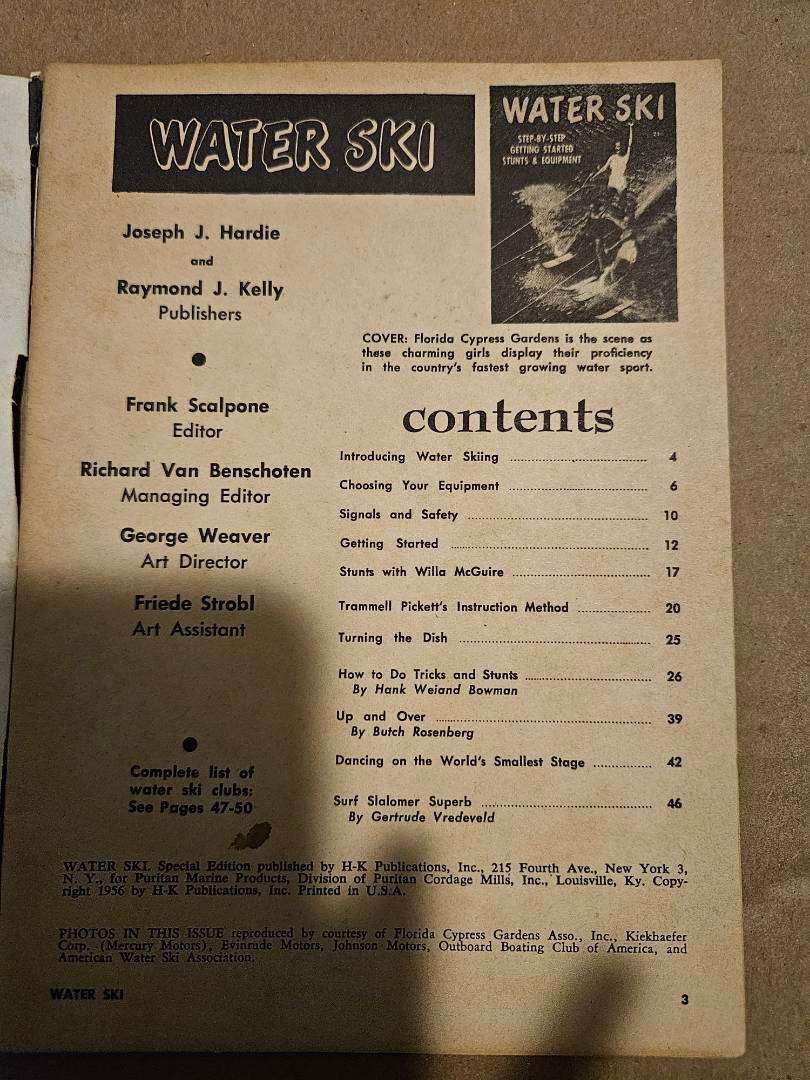 WATER SKI
WATER SKI
STEP-BY-STEP
GETTING STARTED
STUNTS & EQUIPMENT
Joseph J. Hardie
and
Raymond J. Kelly
Publishers
Frank Scalpone
Editor
Richard Van Benschoten
Managing Editor
George Weaver
Art Director
Friede Strobl
Art Assistant
Complete list of
water ski clubs:
See Pages 47-50
COVER: Florida Cypress Gardens is the scene as
these charming girls display their proficiency
in the country's fastest growing water sport.
contents
Introducing Water Skiing ........ 4
Choosing Your Equipment ........ 6
Signals and Safety ........ 10
Getting Started ........ 12
Stunts with Willa McGuire ........ 17
Trammell Pickett's Instruction Method ........ 20
Turning the Dish ........ 25
How to Do Tricks and Stunts ........ 26
By Hank Weiand Bowman
Up and Over ........ 39
By Butch Rosenberg
Dancing on the World's Smallest Stage ........ 42
Surf Slalomer Superb ........ 46
By Gertrude Vredeveld
WATER SKI. Special Edition published by H-K Publications, Inc., 215 Fourth Ave., New York 3,
N. Y., for Puritan Marine Products, Division of Puritan Cordage Mills, Inc., Louisville, Ky. Copy-
right 1956 by H-K Publications, Inc. Printed in U.S.A.
PHOTOS IN THIS ISSUE reproduced by courtesy of Florida Cypress Gardens Asso., Inc., Kiekhaefer
Corp. (Mercury Motors), Evinrude Motors, Johnson Motors, Outboard Boating Club of America, and
American Water Ski Association.
WATER SKI 3